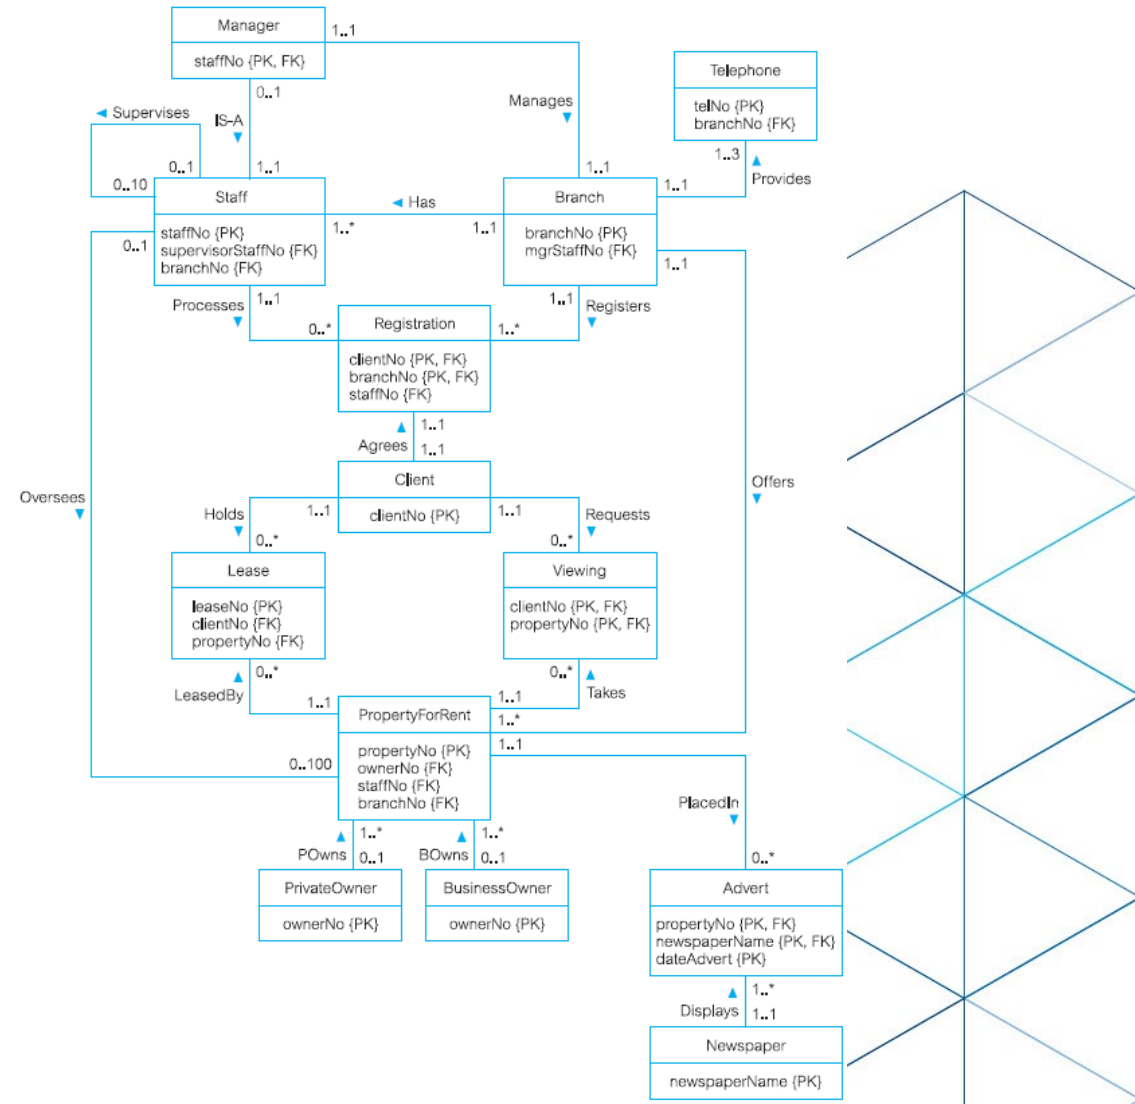 Manager
1..1
staffNo {PK, FK}
Telephone
0..1
Manages
telNo {PK}
branchNo {FK}
Supervises
IS-A
1..3
0..1
1..1
1..1
1..1
Provides
0..10
Staff
Has
Branch
staffNo {PK}
supervisorStaffNo {FK}
branchNo {FK}
1..*
1..1
branchNo {PK}
mgrStaffNo {FK}
0..1
1..1
Processes
1..1
1..1
Registers
0..*
Registration
1..*
clientNo {PK, FK}
branchNo {PK, FK}
staffNo {FK}
1..1
Agrees
1..1
Client
Oversees
Offers
Holds
1..1
clientNo {PK}
1..1
Requests
0..*
0..*
Lease
Viewing
leaseNo {PK}
clientNo {FK}
propertyNo {FK}
clientNo {PK, FK}
propertyNo {PK, FK}
0..*
0..*
LeasedBy
Takes
1..1
1..1
PropertyForRent
1..*
1..1
propertyNo {PK}
ownerNo {FK}
staffNo {FK}
branchNo {FK}
0..100
PlacedIn
1..*
1..*
POwns
0..1
BOwns
0..1
0..*
PrivateOwner
BusinessOwner
Advert
ownerNo {PK}
ownerNo {PK}
propertyNo {PK, FK}
newspaperName {PK, FK}
dateAdvert {PK}
1..*
Displays
1..1
Newspaper
newspaperName {PK}